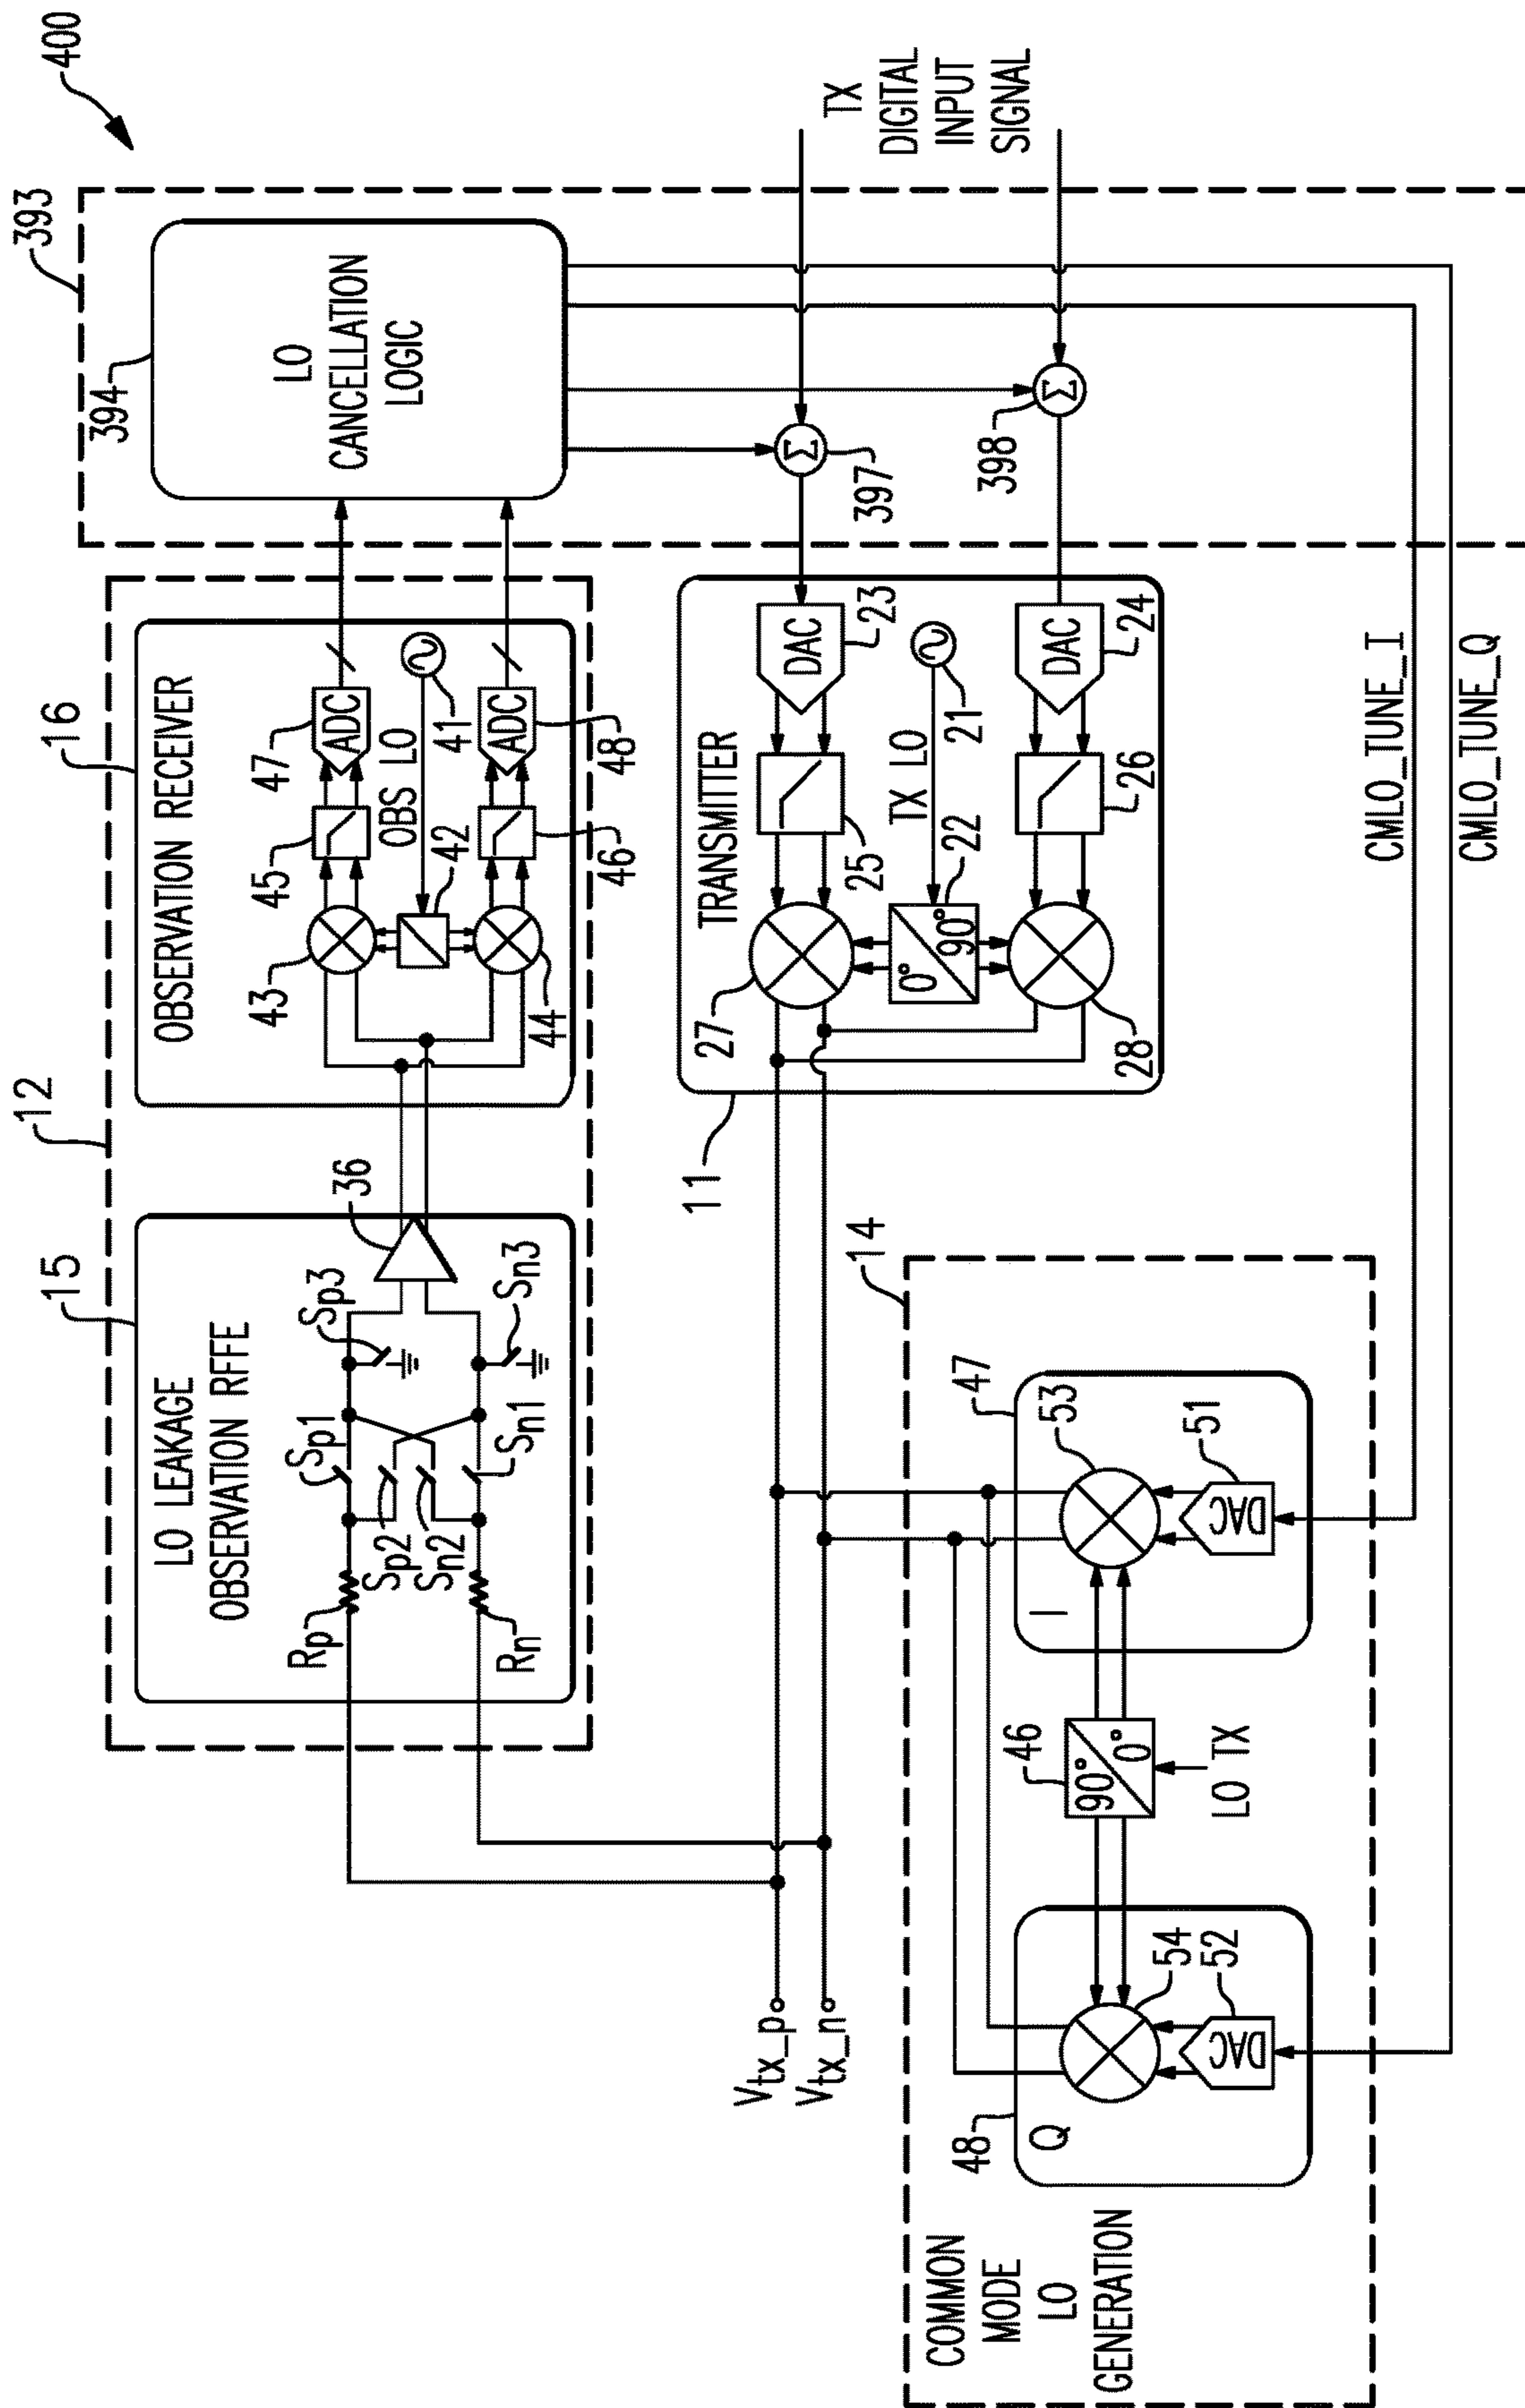 400
393
394
LO
CANCELLATION
LOGIC
TX
DIGITAL
INPUT
SIGNAL
Σ
397
Σ
398
12
16
OBSERVATION RECEIVER
43
45
47
ADC
OBS LO
41
42
44
46
48
ADC
15
LO LEAKAGE
OBSERVATION RFFE
Rp
Rn
Sp1
Sp2
Sn2
Sn1
Sp3
Sn3
36
11
TRANSMITTER
27
25
DAC
23
TX LO
21
22
0°
90°
28
26
DAC
24
Vtx_p
Vtx_n
14
COMMON
MODE
LO
GENERATION
48
Q
54
52
DAC
46
90°
0°
LO TX
47
I
53
51
DAC
CMLO_TUNE_I
CMLO_TUNE_Q